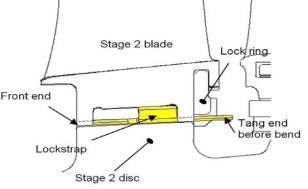 Stage 2 blade
Lock ring
Front end
Tang end
before bend
Lockstrap
Stage 2 disc